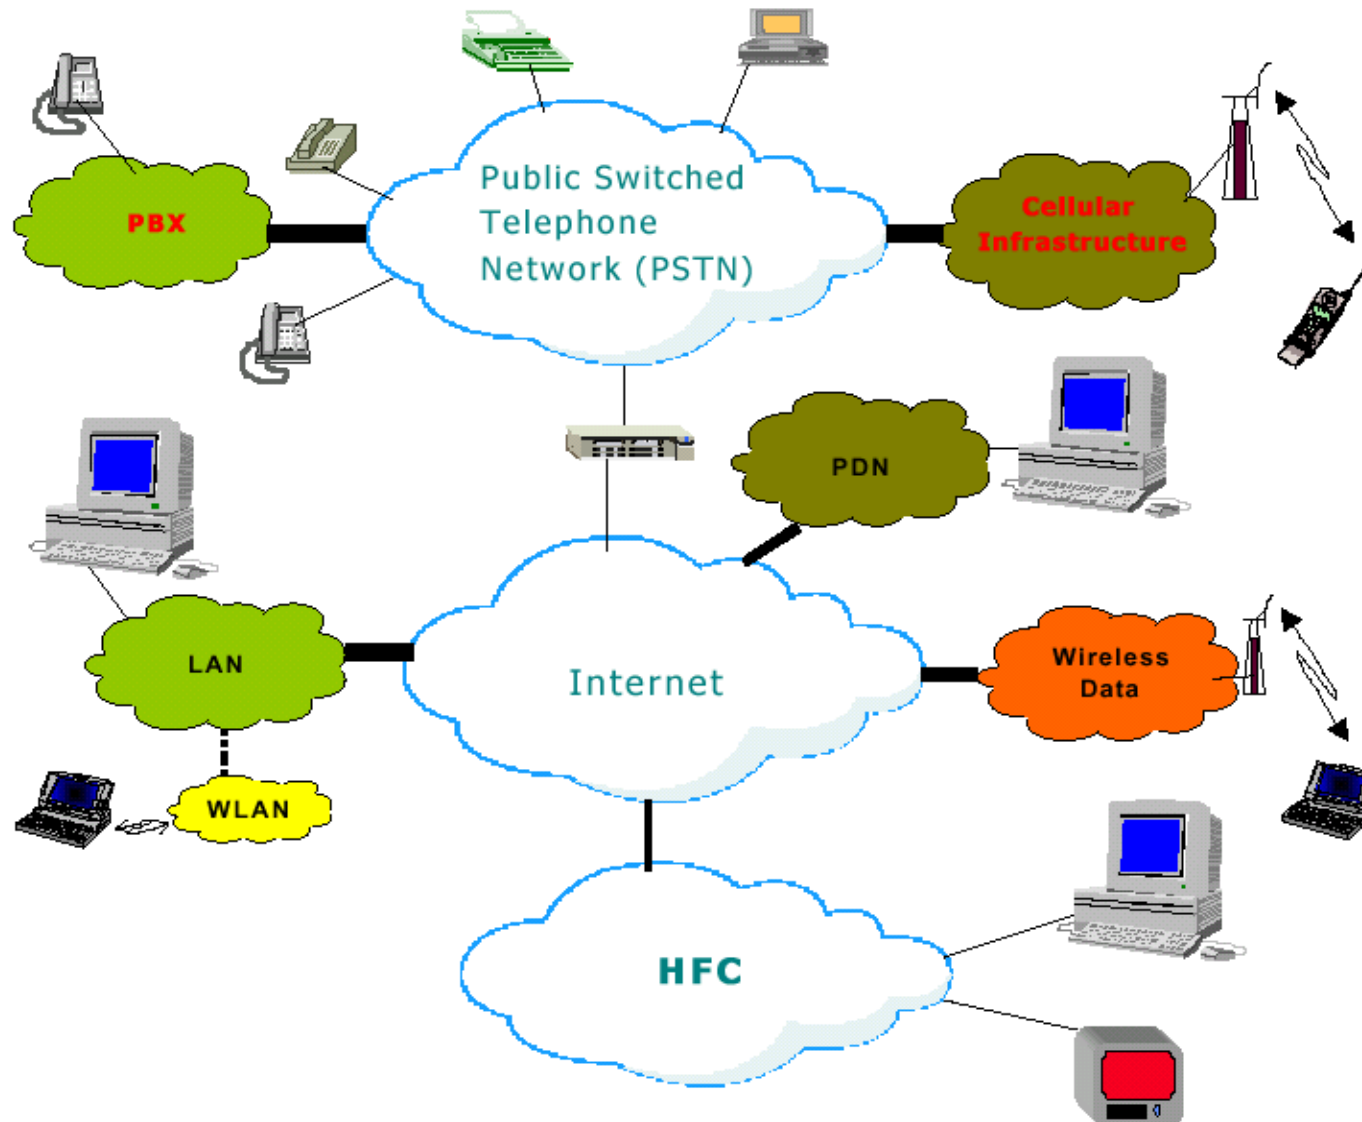 Public Switched
Telephone
Network (PSTN)
PBX
Cellular
Infrastructure
PDN
LAN
Internet
Wireless
Data
WLAN
HFC